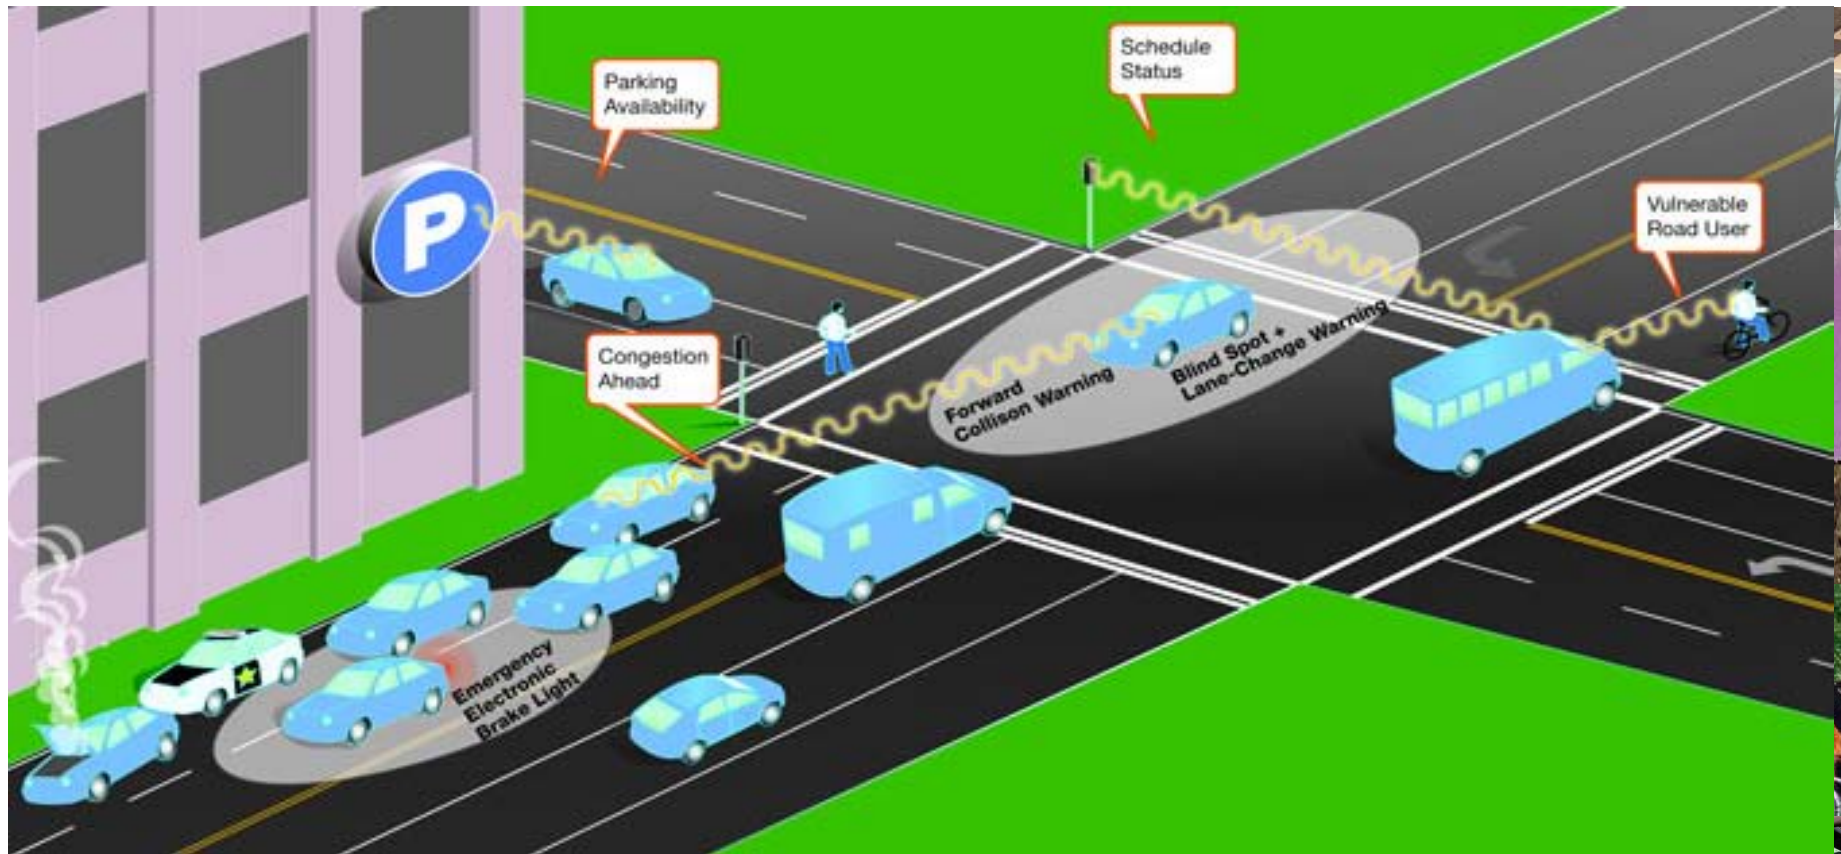 Schedule
Status
Parking
Availability
Vulnerable
Road User
P
Congestion
Ahead
Forward
Collison Warning
Blind Spot +
Lane-Change Warning
Emergency
Electronic
Brake Light